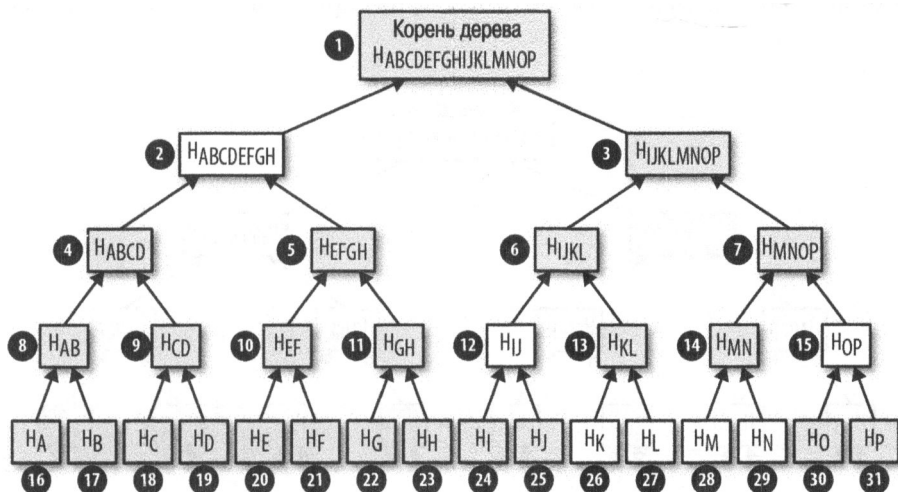 1 Корень дерева
HABCDEFGHIJKLMNOP
2 HABCDEFGH 3 HIJKLMNOP
4 HABCD 5 HEFGH 6 HIJKL 7 HMNOP
8 HAB 9 HCD 10 HEF 11 HGH 12 HIJ 13 HKL 14 HMN 15 HOP
HA HB HC HD HE HF HG HH HI HJ HK HL HM HN HO HP
16 17 18 19 20 21 22 23 24 25 26 27 28 29 30 31